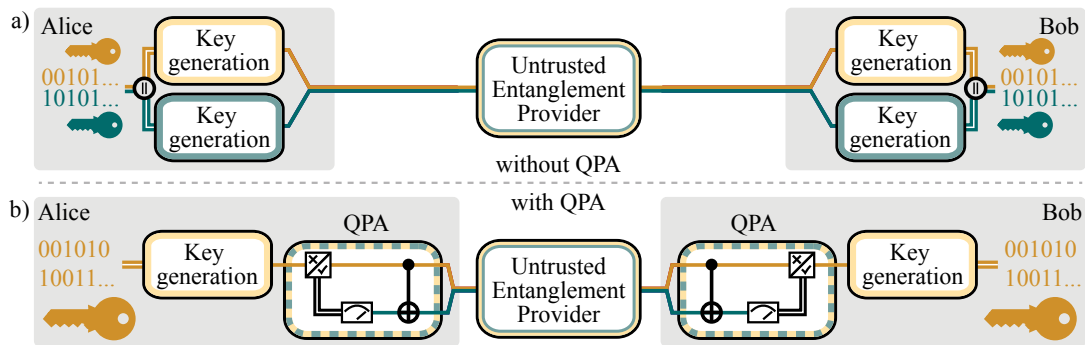 a)
Alice
Key
generation
00101...
10101...
||
Key
generation
Untrusted
Entanglement
Provider
without QPA
Bob
Key
generation
||
00101...
10101...
Key
generation
with QPA
b)
Alice
001010
10011...
Key
generation
QPA
Untrusted
Entanglement
Provider
QPA
Key
generation
Bob
001010
10011...